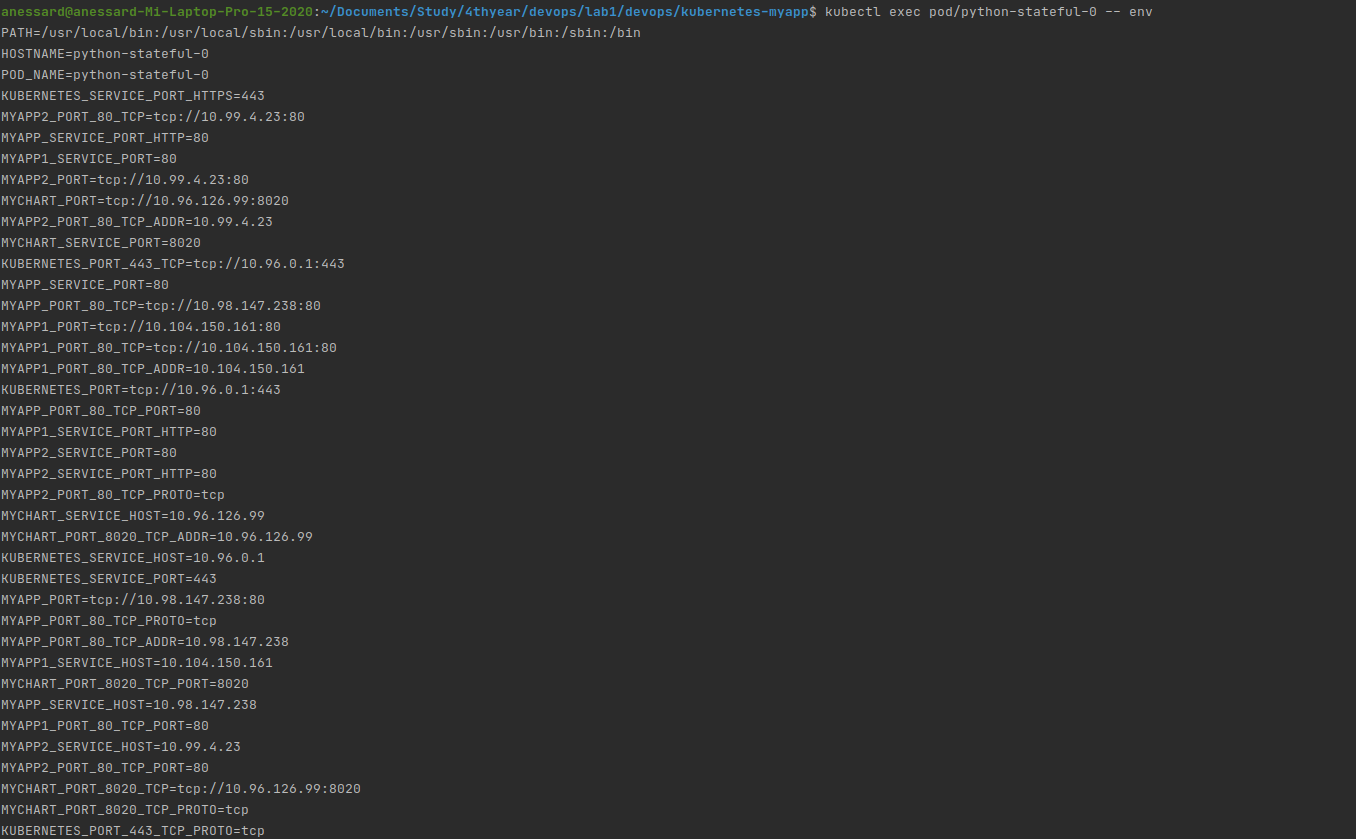 anessard@anessard-Mi-Laptop-Pro-15-2020:~/Documents/Study/4thyear/devops/lab1/devops/kubernetes-myapp$ kubectl exec pod/python-stateful-0 -- env
PATH=/usr/local/bin:/usr/local/sbin:/usr/local/bin:/usr/sbin:/usr/bin:/sbin:/bin
HOSTNAME=python-stateful-0
POD_NAME=python-stateful-0
KUBERNETES_SERVICE_PORT_HTTPS=443
MYAPP2_PORT_80_TCP=tcp://10.99.4.23:80
MYAPP_SERVICE_PORT_HTTP=80
MYAPP1_SERVICE_PORT=80
MYAPP2_PORT=tcp://10.99.4.23:80
MYCHART_PORT=tcp://10.96.126.99:8020
MYAPP2_PORT_80_TCP_ADDR=10.99.4.23
MYCHART_SERVICE_PORT=8020
KUBERNETES_PORT_443_TCP=tcp://10.96.0.1:443
MYAPP_SERVICE_PORT=80
MYAPP_PORT_80_TCP=tcp://10.98.147.238:80
MYAPP1_PORT=tcp://10.104.150.161:80
MYAPP1_PORT_80_TCP=tcp://10.104.150.161:80
MYAPP1_PORT_80_TCP_ADDR=10.104.150.161
KUBERNETES_PORT=tcp://10.96.0.1:443
MYAPP_PORT_80_TCP_PORT=80
MYAPP1_SERVICE_PORT_HTTP=80
MYAPP2_SERVICE_PORT=80
MYAPP2_SERVICE_PORT_HTTP=80
MYAPP2_PORT_80_TCP_PROTO=tcp
MYCHART_SERVICE_HOST=10.96.126.99
MYCHART_PORT_8020_TCP_ADDR=10.96.126.99
KUBERNETES_SERVICE_HOST=10.96.0.1
KUBERNETES_SERVICE_PORT=443
MYAPP_PORT=tcp://10.98.147.238:80
MYAPP_PORT_80_TCP_PROTO=tcp
MYAPP_PORT_80_TCP_ADDR=10.98.147.238
MYAPP1_SERVICE_HOST=10.104.150.161
MYCHART_PORT_8020_TCP_PORT=8020
MYAPP_SERVICE_HOST=10.98.147.238
MYAPP1_PORT_80_TCP_PORT=80
MYAPP2_SERVICE_HOST=10.99.4.23
MYAPP2_PORT_80_TCP_PORT=80
MYCHART_PORT_8020_TCP=tcp://10.96.126.99:8020
MYCHART_PORT_8020_TCP_PROTO=tcp
KUBERNETES_PORT_443_TCP_PROTO=tcp